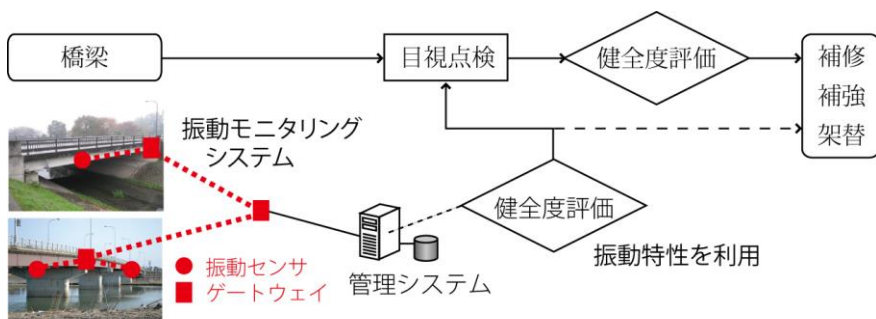 橋梁
目視点検
健全度評価
補修
補強
架替
振動モニタリング
システム
健全度評価
振動特性を利用
管理システム
振動センサ
ゲートウェイ